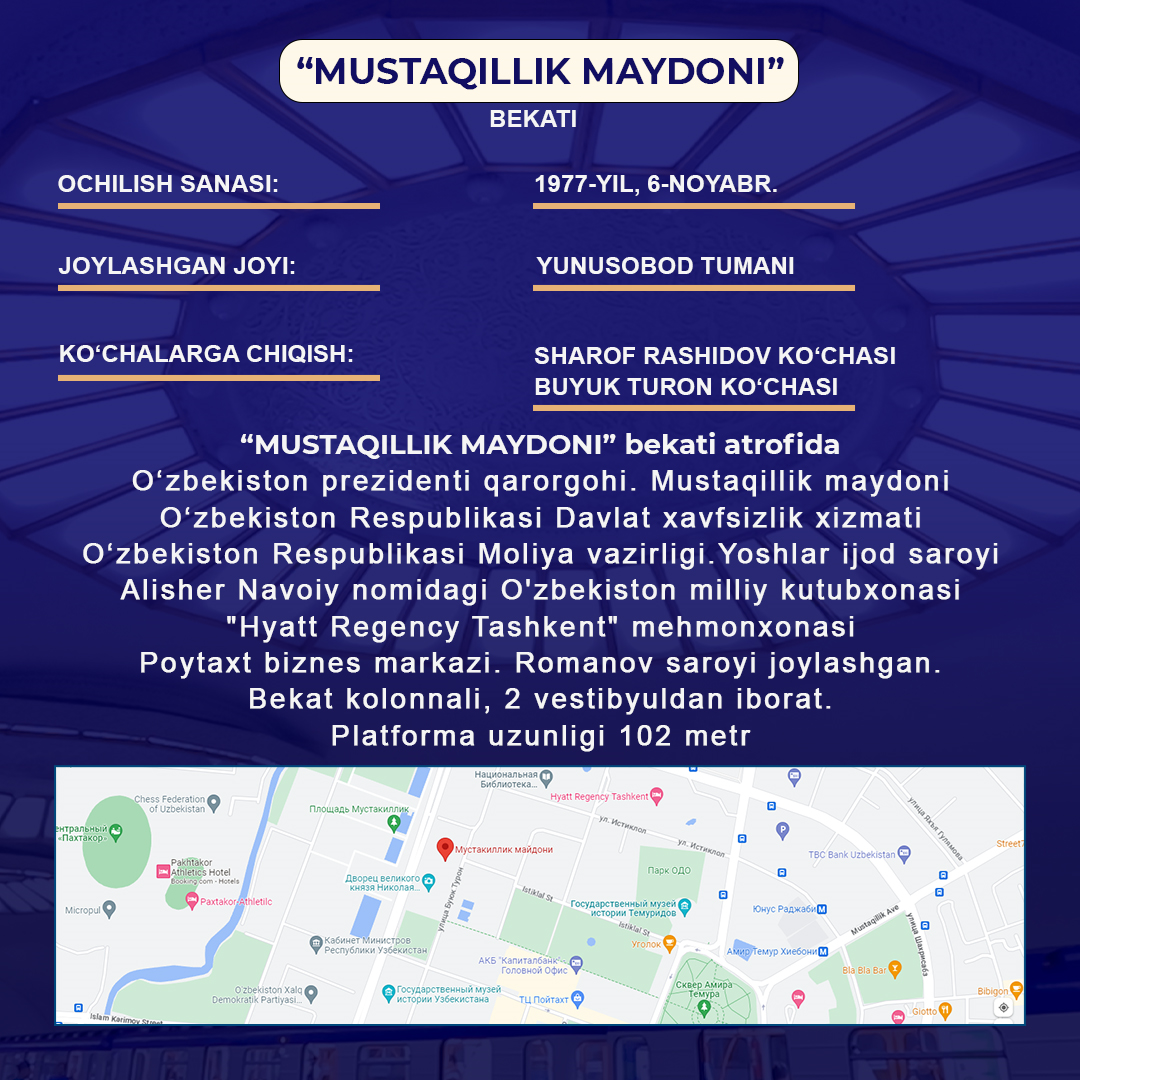 “MUSTAQILLIK MAYDONI”
BEKATI
OCHILISH SANASI:
1977-YIL, 6-NOYABR.
JOYLASHGAN JOYI:
YUNUSOBOD TUMANI
KO‘CHALARGA CHIQISH:
SHAROF RASHIDOV KO‘CHASI
BUYUK TURON KO‘CHASI
“MUSTAQILLIK MAYDONI” bekati atrofida
O‘zbekiston prezidenti qarorgohi. Mustaqillik maydoni
O‘zbekiston Respublikasi Davlat xavfsizlik xizmati
O‘zbekiston Respublikasi Moliya vazirligi.Yoshlar ijod saroyi
Alisher Navoiy nomidagi O'zbekiston milliy kutubxonasi
"Hyatt Regency Tashkent" mehmonxonasi
Poytaxt biznes markazi. Romanov saroyi joylashgan.
Bekat kolonnali, 2 vestibyuldan iborat.
Platforma uzunligi 102 metr
Национальная
Библиотека...
Hyatt Regency Tashkent
Chess Federation
of Uzbekistan
Площадь Мустакиллик
ентральный
«Пахтакор»
ул. Истиклол
ул. Истиклол
улица Яхъя Гулямова
Street7
P
TBC Bank Uzbekistan
Мустакиллик майдони
Pakhtakor
Athletics Hotel
Booking.com - Hotels
Paxtakor Athletilc
Micropul
Дворец великого
князя Николая...
улица Буюк Турон
Istiklal St
Парк ОДО
Государственный музей
истории Темуридов
Istiklal St
Уголок
Юнус Раджаби M
Амир Темур Хиебони M
Mustaqillik Ave
улица Шахрисабз
Кабинет Министров
Республики Узбекистан
АКБ "Капиталбанк"-
Головной Офис
Bla Bla Bar
O'zbekiston Xalq
Demokratik Partiyasi...
Государственный музей
истории Узбекистана
ТЦ Пойтахт
Сквер Амира
Темура
Bibigon
Giotto
Islam Karimov Street